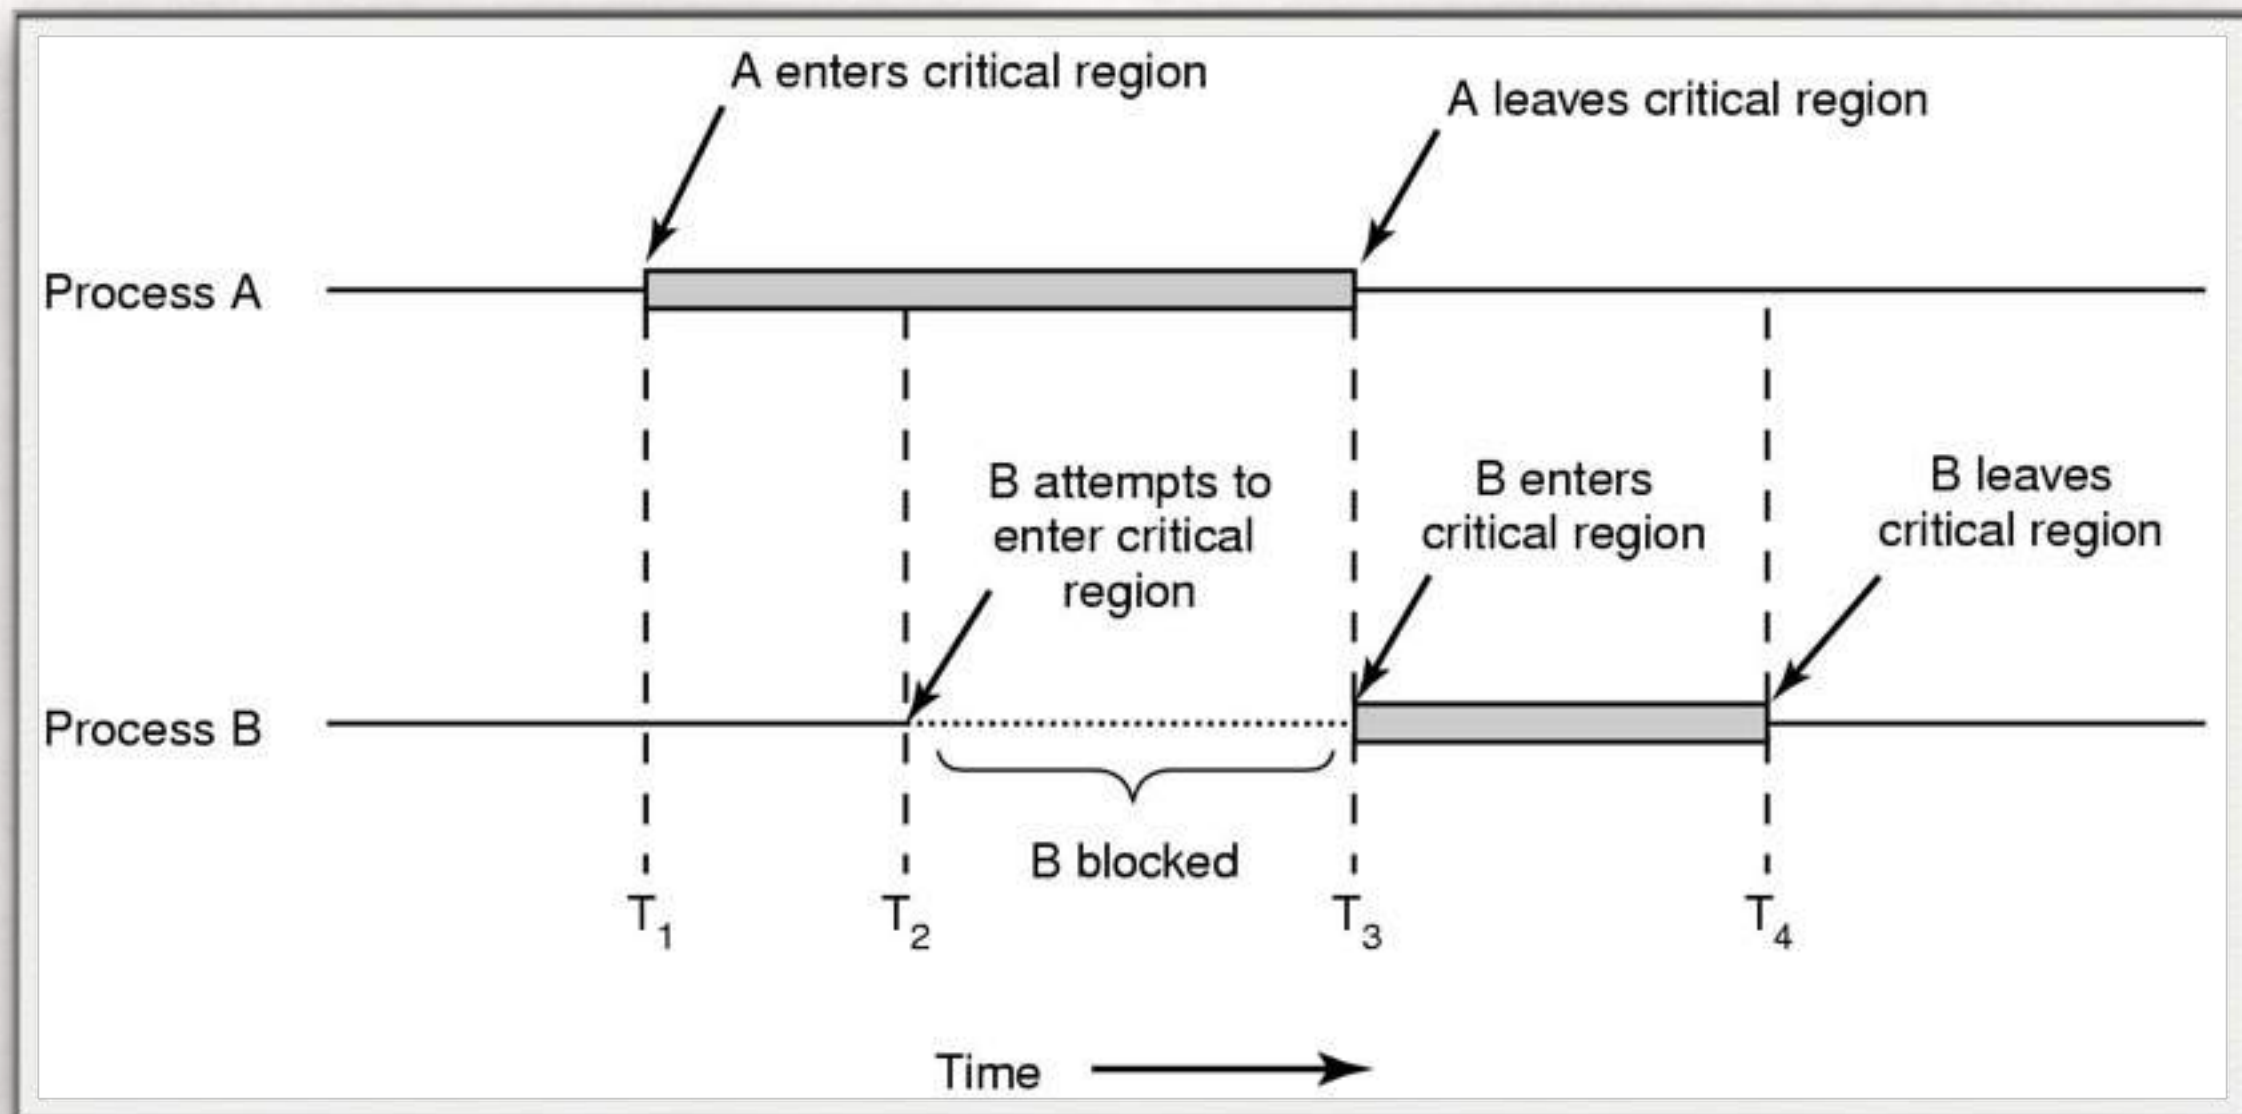 A enters critical region
A leaves critical region
Process A
B attempts to
enter critical
region
B enters
critical region
B leaves
critical region
Process B
B blocked
T1
T2
T3
T4
Time